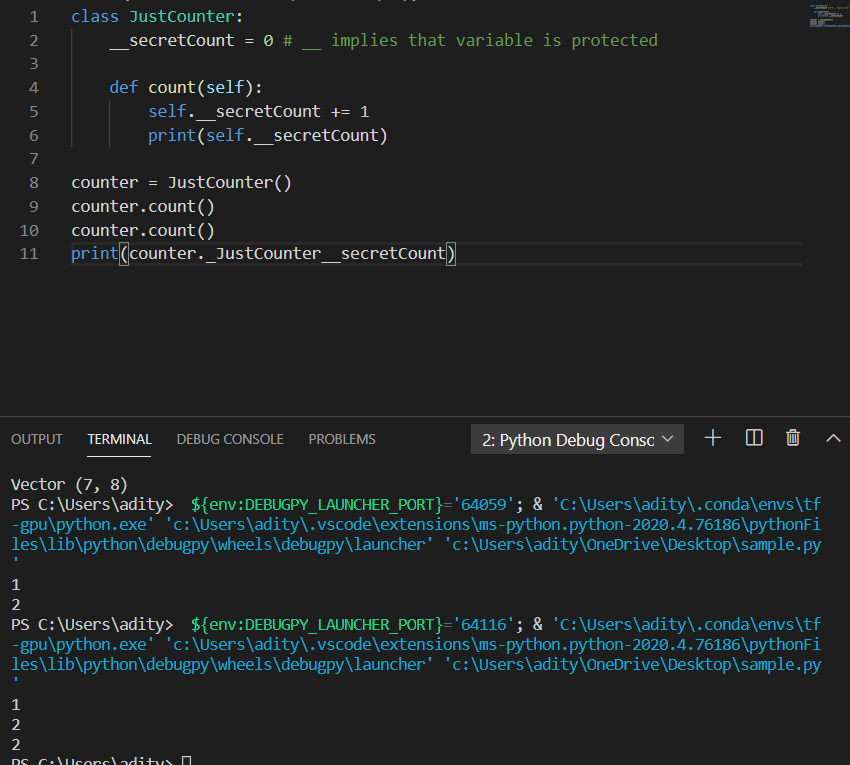 1 class JustCounter:
2 __secretCount = 0 # __ implies that variable is protected
3
4 def count(self):
5 self.__secretCount += 1
6 print(self.__secretCount)
7
8 counter = JustCounter()
9 counter.count()
10 counter.count()
11 print(counter._JustCounter__secretCount)
OUTPUT TERMINAL DEBUG CONSOLE PROBLEMS 2: Python Debug Consc
Vector (7, 8)
PS C:\Users\adity>  ${env:DEBUGPY_LAUNCHER_PORT}='64059'; & 'C:\Users\adity\.conda\envs\tf
-gpu\python.exe' 'c:\Users\adity\.vscode\extensions\ms-python.python-2020.4.76186\pythonFi
les\lib\python\debugpy\wheels\debugpy\launcher' 'c:\Users\adity\OneDrive\Desktop\sample.py
'
1
2
PS C:\Users\adity>  ${env:DEBUGPY_LAUNCHER_PORT}='64116'; & 'C:\Users\adity\.conda\envs\tf
-gpu\python.exe' 'c:\Users\adity\.vscode\extensions\ms-python.python-2020.4.76186\pythonFi
les\lib\python\debugpy\wheels\debugpy\launcher' 'c:\Users\adity\OneDrive\Desktop\sample.py
'
1
2
2
PS C:\Users\adity>